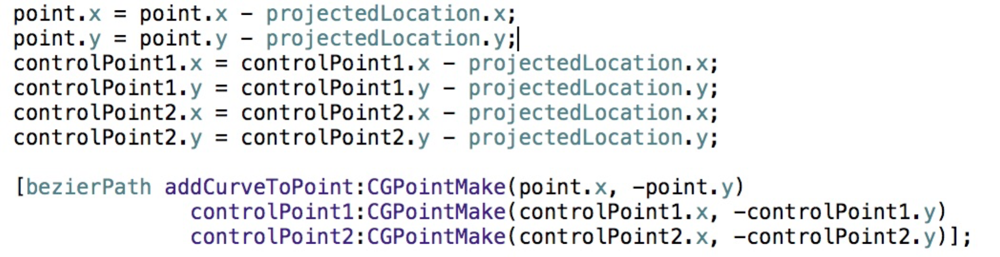 point.x = point.x - projectedLocation.x;
point.y = point.y - projectedLocation.y;
controlPoint1.x = controlPoint1.x - projectedLocation.x;
controlPoint1.y = controlPoint1.y - projectedLocation.y;
controlPoint2.x = controlPoint2.x - projectedLocation.x;
controlPoint2.y = controlPoint2.y - projectedLocation.y;
[bezierPath addCurveToPoint:CGPointMake(point.x, -point.y)
controlPoint1:CGPointMake(controlPoint1.x, -controlPoint1.y)
controlPoint2:CGPointMake(controlPoint2.x, -controlPoint2.y)];